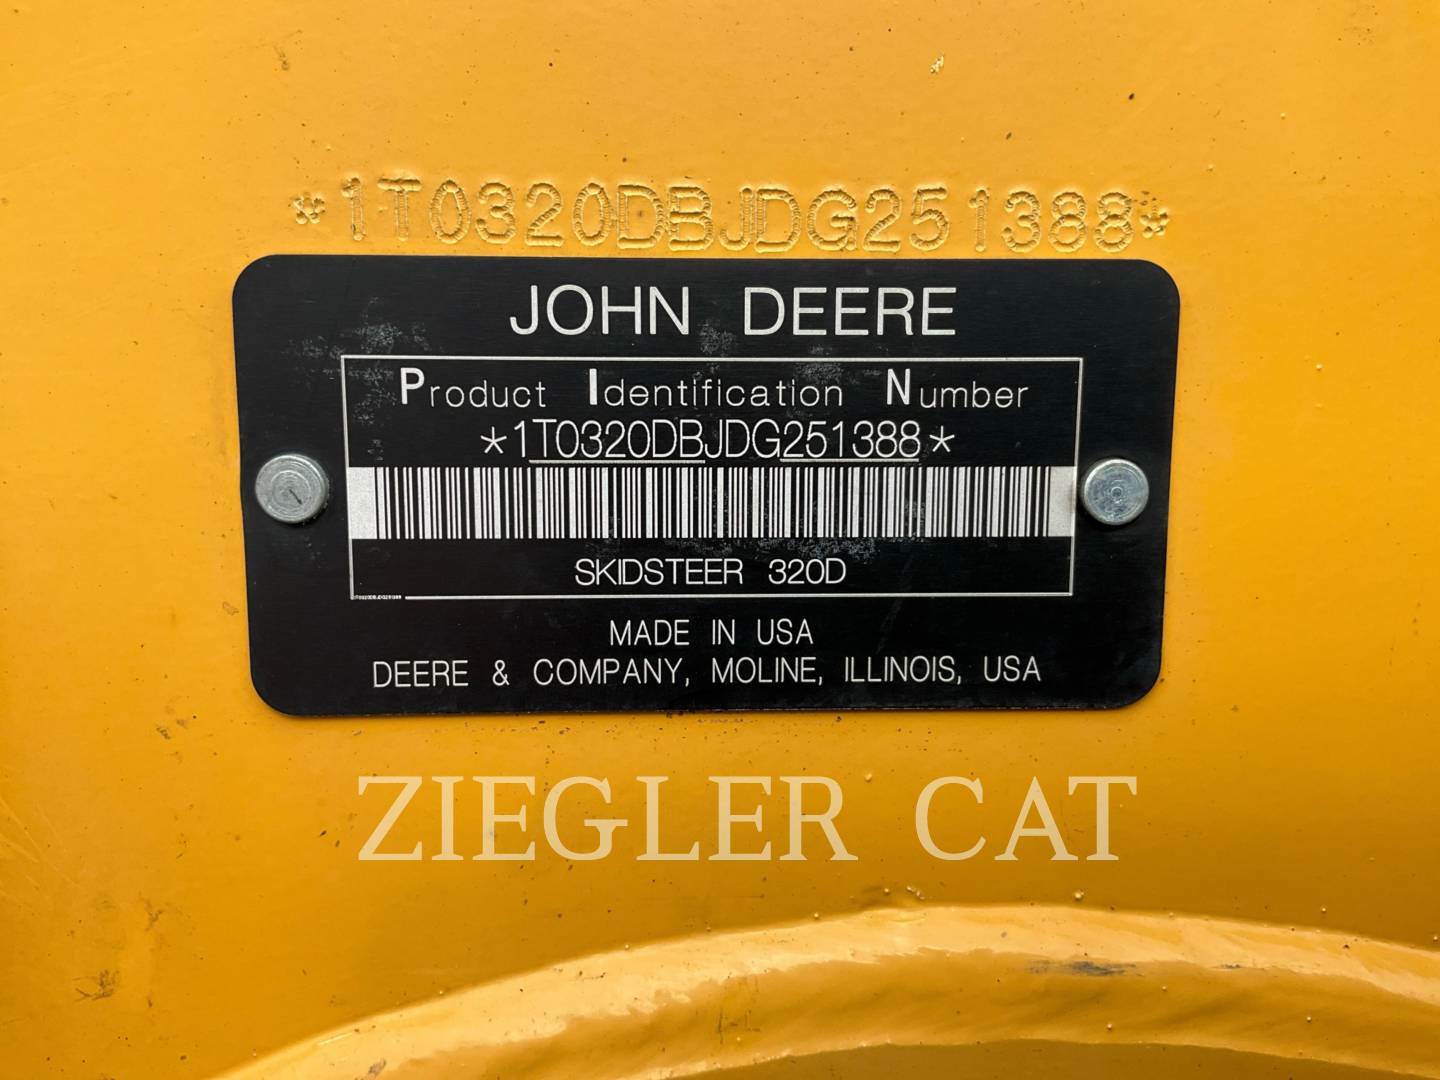 *1T0320DBJDG251388*
JOHN DEERE
Product Identification Number
*1T0320DBJDG251388*
SKIDSTEER 320D
1T0320DBJDG251388
MADE IN USA
DEERE & COMPANY, MOLINE, ILLINOIS, USA
ZIEGLER CAT